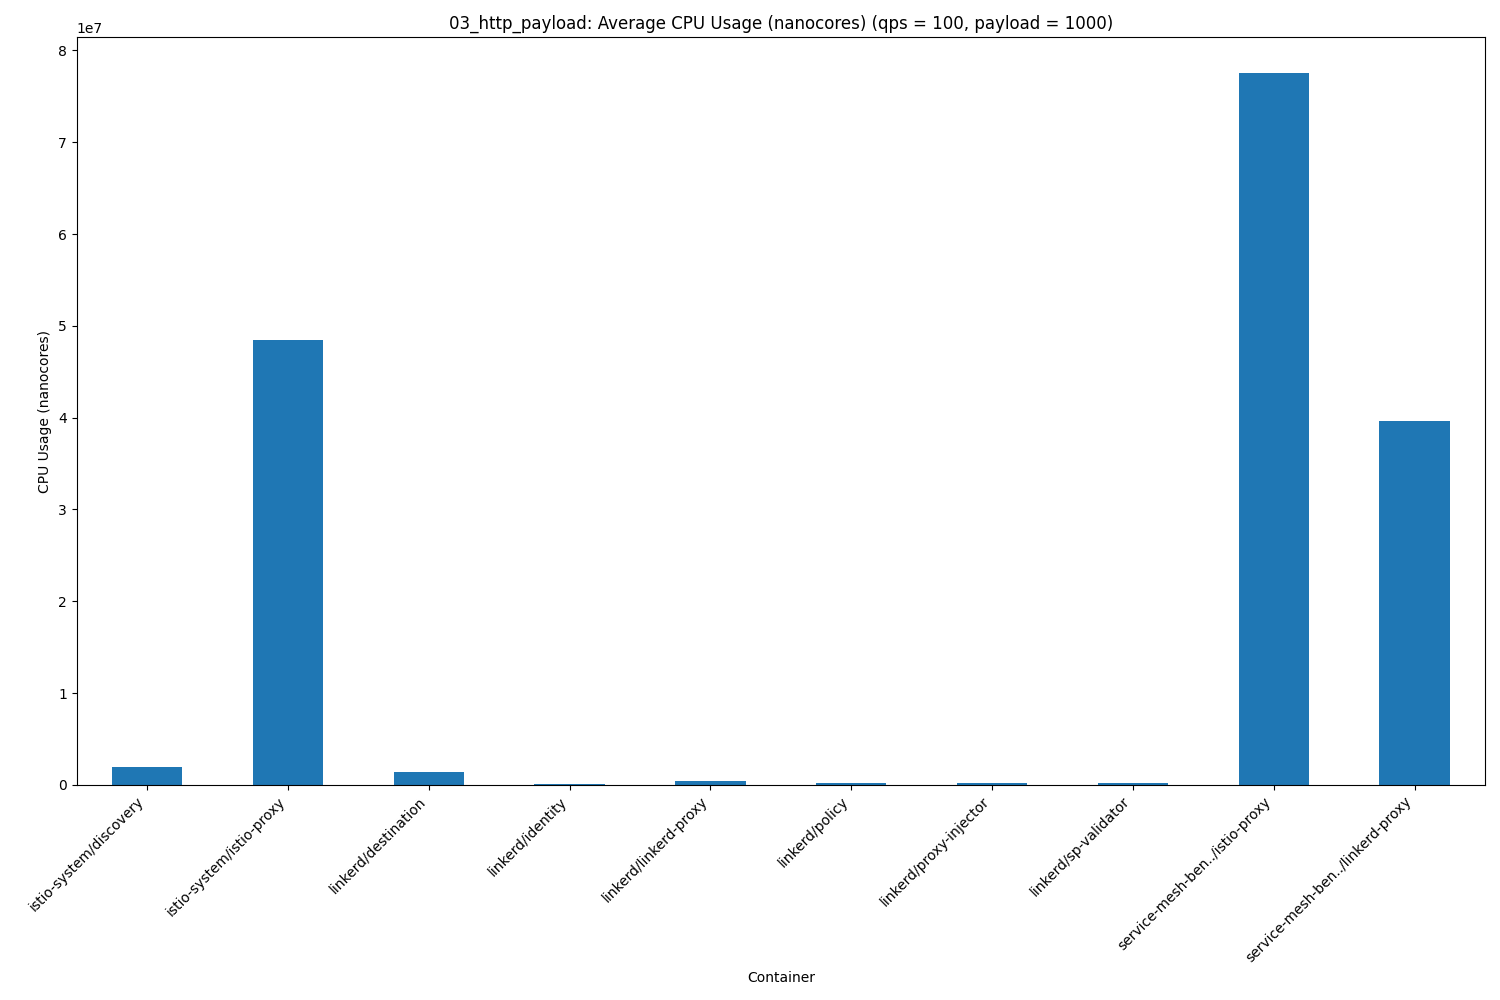 03_http_payload: Average CPU Usage (nanocores) (qps = 100, payload = 1000)
1e7
8
7
6
5
4
3
2
1
0
CPU Usage (nanocores)
istio-system/discovery
istio-system/istio-proxy
linkerd/destination
linkerd/identity
linkerd/linkerd-proxy
linkerd/policy
linkerd/proxy-injector
linkerd/sp-validator
service-mesh-ben../istio-proxy
service-mesh-ben../linkerd-proxy
Container